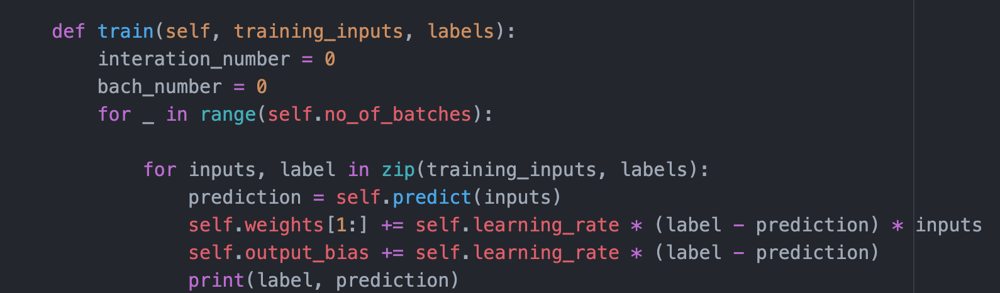 def train(self, training_inputs, labels):
interation_number = 0
bach_number = 0
for _ in range(self.no_of_batches):
for inputs, label in zip(training_inputs, labels):
prediction = self.predict(inputs)
self.weights[1:] += self.learning_rate * (label - prediction) * inputs
self.output_bias += self.learning_rate * (label - prediction)
print(label, prediction)